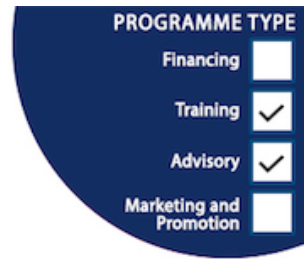 PROGRAMME TYPE
Financing
Training
Advisory
Marketing and
Promotion